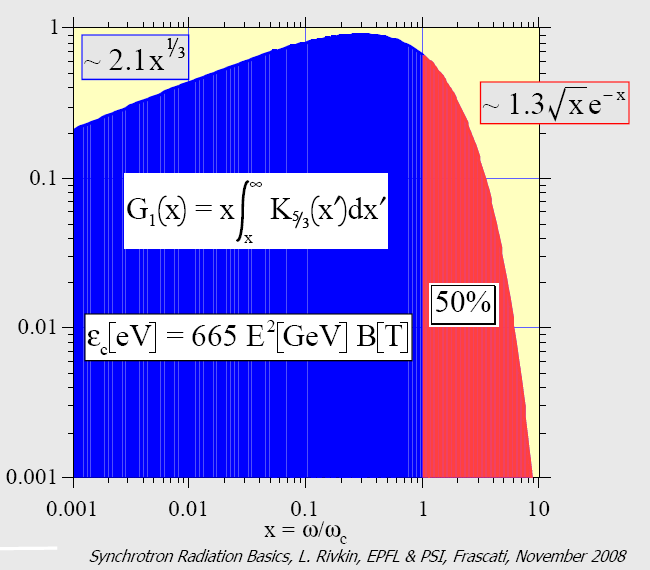 1
~ 2.1x^⅓
~ 1.3√x e^−x
0.1
G₁(x) = x∫ₓ^∞ K₅⁄₃(x′)dx′
50%
0.01
ε_c[eV] = 665 E²[GeV] B[T]
0.001
0.001 0.01 0.1 1 10
x = ω/ω_c
Synchrotron Radiation Basics, L. Rivkin, EPFL & PSI, Frascati, November 2008